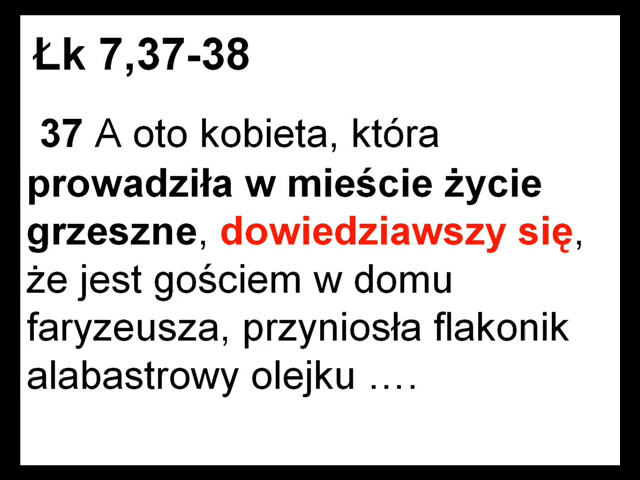 Łk 7,37-38
37 A oto kobieta, która
prowadziła w mieście życie
grzeszne, dowiedziawszy się,
że jest gościem w domu
faryzeusza, przyniosła flakonik
alabastrowy olejku ….